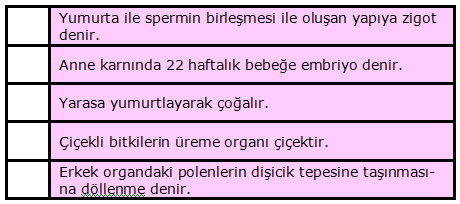 Yumurta ile spermin birleşmesi ile oluşan yapıya zigot
denir.
Anne karnında 22 haftalık bebeğe embriyo denir.
Yarasa yumurtlayarak çoğalır.
Çiçekli bitkilerin üreme organı çiçektir.
Erkek organdaki polenlerin dişicik tepesine taşınması-
na döllenme denir.